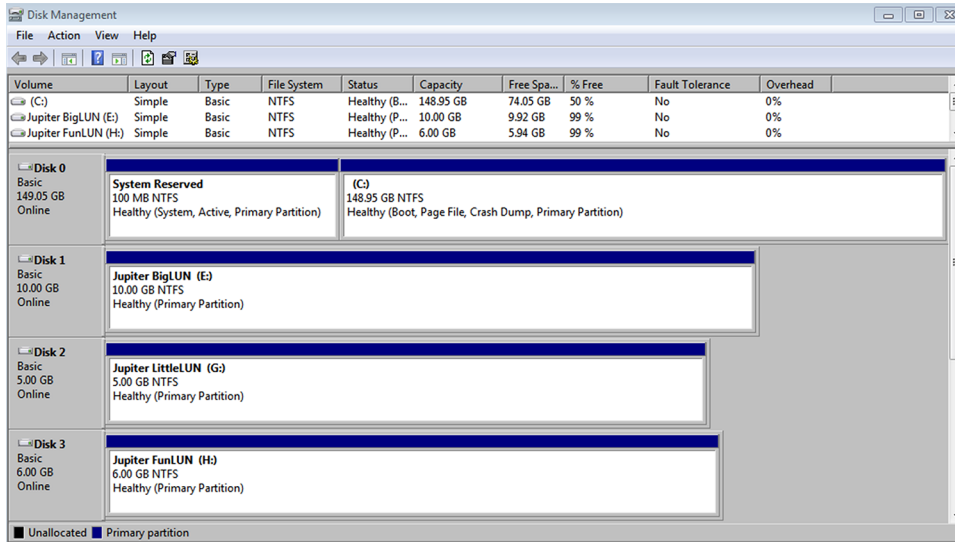 Disk Management
File Action View Help
Volume Layout Type File System Status Capacity Free Spa... % Free Fault Tolerance Overhead
(C:) Simple Basic NTFS Healthy (B... 148.95 GB 74.05 GB 50 % No 0%
Jupiter BigLUN (E:) Simple Basic NTFS Healthy (P... 10.00 GB 9.92 GB 99 % No 0%
Jupiter FunLUN (H:) Simple Basic NTFS Healthy (P... 6.00 GB 5.94 GB 99 % No 0%
Disk 0
Basic
149.05 GB
Online
System Reserved
100 MB NTFS
Healthy (System, Active, Primary Partition)
(C:)
148.95 GB NTFS
Healthy (Boot, Page File, Crash Dump, Primary Partition)
Disk 1
Basic
10.00 GB
Online
Jupiter BigLUN (E:)
10.00 GB NTFS
Healthy (Primary Partition)
Disk 2
Basic
5.00 GB
Online
Jupiter LittleLUN (G:)
5.00 GB NTFS
Healthy (Primary Partition)
Disk 3
Basic
6.00 GB
Online
Jupiter FunLUN (H:)
6.00 GB NTFS
Healthy (Primary Partition)
Unallocated Primary partition